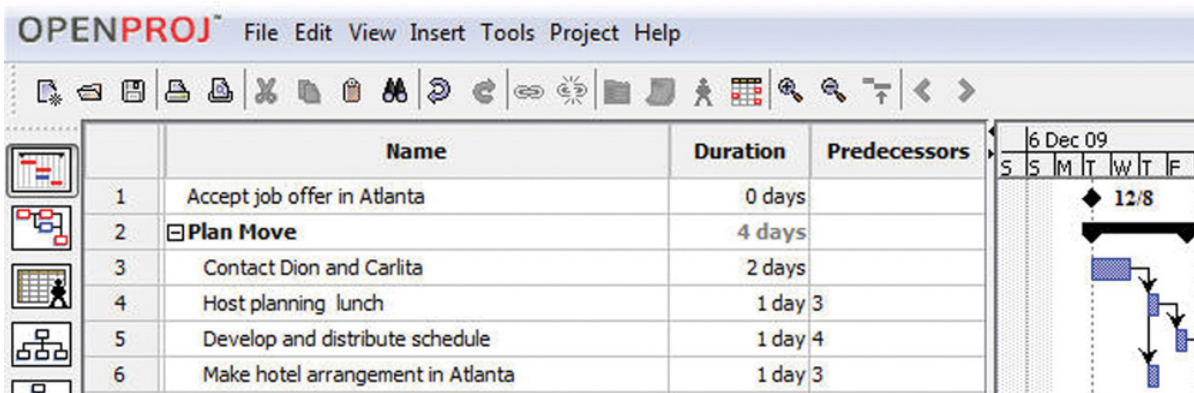 OPENPROJ™ File Edit View Insert Tools Project Help
Name Duration Predecessors
6 Dec 09
S S M T W T F
1 Accept job offer in Atlanta 0 days
12/8
2 Plan Move 4 days
3 Contact Dion and Carlita 2 days
4 Host planning lunch 1 day 3
5 Develop and distribute schedule 1 day 4
6 Make hotel arrangement in Atlanta 1 day 3